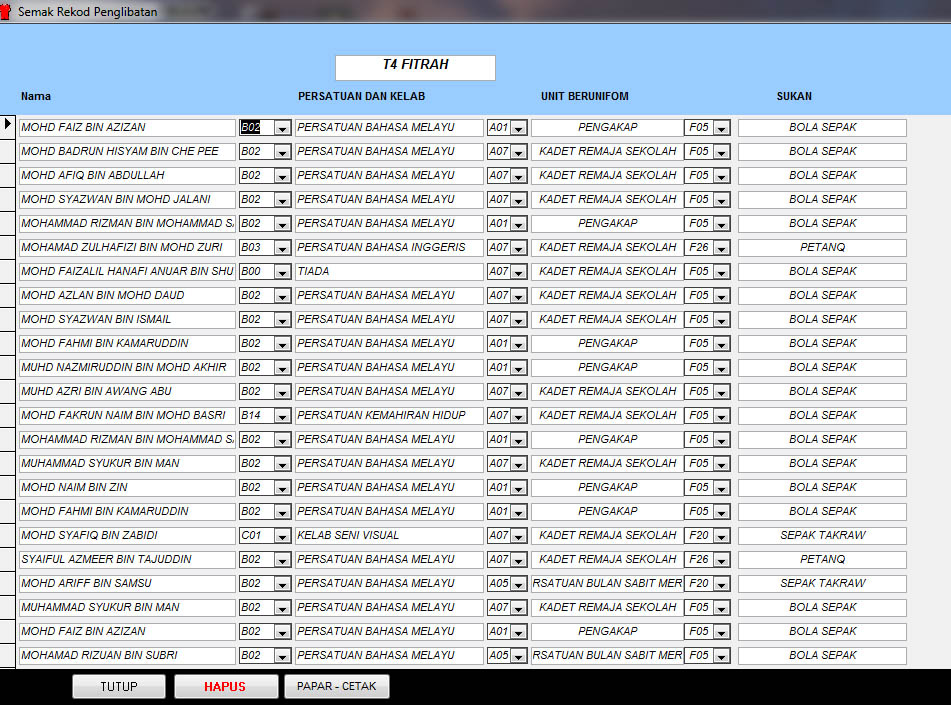 Semak Rekod Penglibatan
T4 FITRAH
Nama PERSATUAN DAN KELAB UNIT BERUNIFOM SUKAN
MOHD FAIZ BIN AZIZAN B02 PERSATUAN BAHASA MELAYU A01 PENGAKAP F05 BOLA SEPAK
MOHD BADRUN HISYAM BIN CHE PEE B02 PERSATUAN BAHASA MELAYU A07 KADET REMAJA SEKOLAH F05 BOLA SEPAK
MOHD AFIQ BIN ABDULLAH B02 PERSATUAN BAHASA MELAYU A07 KADET REMAJA SEKOLAH F05 BOLA SEPAK
MOHD SYAZWAN BIN MOHD JALANI B02 PERSATUAN BAHASA MELAYU A07 KADET REMAJA SEKOLAH F05 BOLA SEPAK
MOHAMMAD RIZMAN BIN MOHAMMAD SA B02 PERSATUAN BAHASA MELAYU A01 PENGAKAP F05 BOLA SEPAK
MOHAMAD ZULHAFIZI BIN MOHD ZURI B03 PERSATUAN BAHASA INGGERIS A07 KADET REMAJA SEKOLAH F26 PETANQ
MOHD FAIZALIL HANAFI ANUAR BIN SHU B00 TIADA A07 KADET REMAJA SEKOLAH F05 BOLA SEPAK
MOHD AZLAN BIN MOHD DAUD B02 PERSATUAN BAHASA MELAYU A07 KADET REMAJA SEKOLAH F05 BOLA SEPAK
MOHD SYAZWAN BIN ISMAIL B02 PERSATUAN BAHASA MELAYU A07 KADET REMAJA SEKOLAH F05 BOLA SEPAK
MOHD FAHMI BIN KAMARUDDIN B02 PERSATUAN BAHASA MELAYU A01 PENGAKAP F05 BOLA SEPAK
MUHD NAZMIRUDDIN BIN MOHD AKHIR B02 PERSATUAN BAHASA MELAYU A01 PENGAKAP F05 BOLA SEPAK
MUHD AZRI BIN AWANG ABU B02 PERSATUAN BAHASA MELAYU A07 KADET REMAJA SEKOLAH F05 BOLA SEPAK
MOHD FAKRUN NAIM BIN MOHD BASRI B14 PERSATUAN KEMAHIRAN HIDUP A07 KADET REMAJA SEKOLAH F05 BOLA SEPAK
MOHAMMAD RIZMAN BIN MOHAMMAD SA B02 PERSATUAN BAHASA MELAYU A01 PENGAKAP F05 BOLA SEPAK
MUHAMMAD SYUKUR BIN MAN B02 PERSATUAN BAHASA MELAYU A07 KADET REMAJA SEKOLAH F05 BOLA SEPAK
MOHD NAIM BIN ZIN B02 PERSATUAN BAHASA MELAYU A01 PENGAKAP F05 BOLA SEPAK
MOHD FAHMI BIN KAMARUDDIN B02 PERSATUAN BAHASA MELAYU A01 PENGAKAP F05 BOLA SEPAK
MOHD SYAFIQ BIN ZABIDI C01 KELAB SENI VISUAL A07 KADET REMAJA SEKOLAH F20 SEPAK TAKRAW
SYAIFUL AZMEER BIN TAJUDDIN B02 PERSATUAN BAHASA MELAYU A07 KADET REMAJA SEKOLAH F26 PETANQ
MOHD ARIFF BIN SAMSU B02 PERSATUAN BAHASA MELAYU A05 RSATUAN BULAN SABIT MER F20 SEPAK TAKRAW
MUHAMMAD SYUKUR BIN MAN B02 PERSATUAN BAHASA MELAYU A07 KADET REMAJA SEKOLAH F05 BOLA SEPAK
MOHD FAIZ BIN AZIZAN B02 PERSATUAN BAHASA MELAYU A01 PENGAKAP F05 BOLA SEPAK
MOHAMAD RIZUAN BIN SUBRI B02 PERSATUAN BAHASA MELAYU A05 RSATUAN BULAN SABIT MER F05 BOLA SEPAK
TUTUP HAPUS PAPAR - CETAK